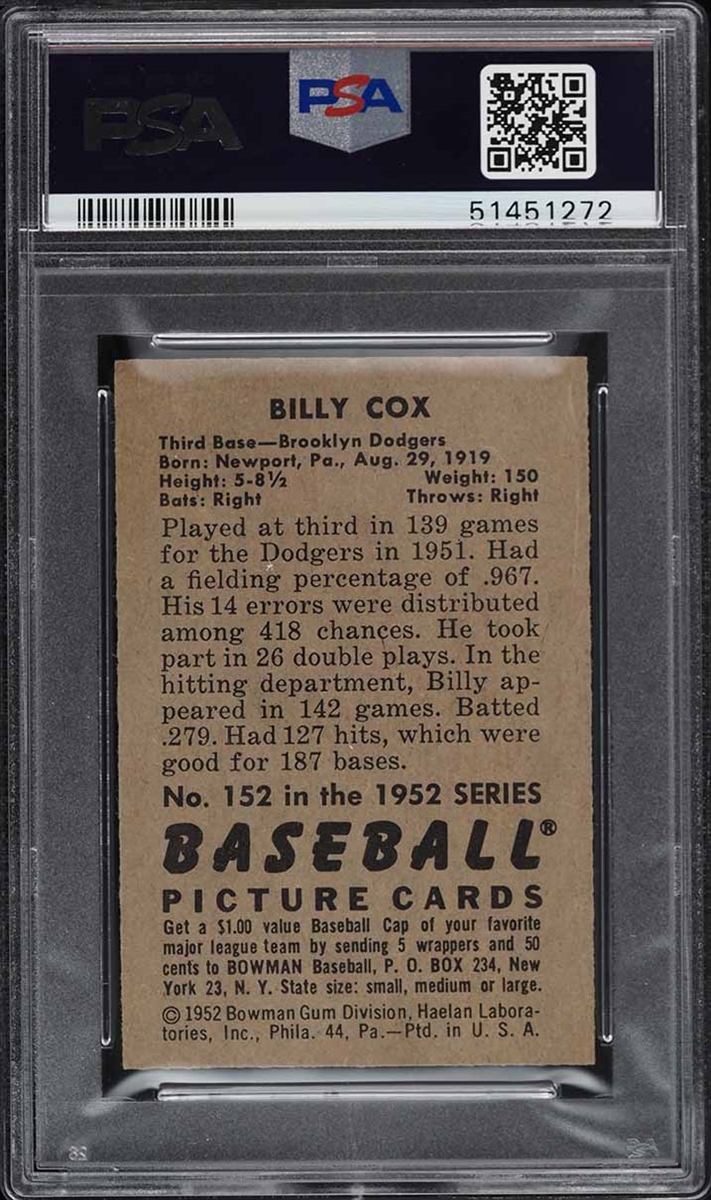 PSA
PSA
51451272
BILLY COX
Third Base—Brooklyn Dodgers
Born: Newport, Pa., Aug. 29, 1919
Height: 5-8½ Weight: 150
Bats: Right Throws: Right
Played at third in 139 games
for the Dodgers in 1951. Had
a fielding percentage of .967.
His 14 errors were distributed
among 418 chances. He took
part in 26 double plays. In the
hitting department, Billy ap-
peared in 142 games. Batted
.279. Had 127 hits, which were
good for 187 bases.
No. 152 in the 1952 SERIES
BASEBALL®
PICTURE CARDS
Get a $1.00 value Baseball Cap of your favorite
major league team by sending 5 wrappers and 50
cents to BOWMAN Baseball, P. O. BOX 234, New
York 23, N. Y. State size: small, medium or large.
© 1952 Bowman Gum Division, Haelan Labora-
tories, Inc., Phila. 44, Pa.—Ptd. in U. S. A.